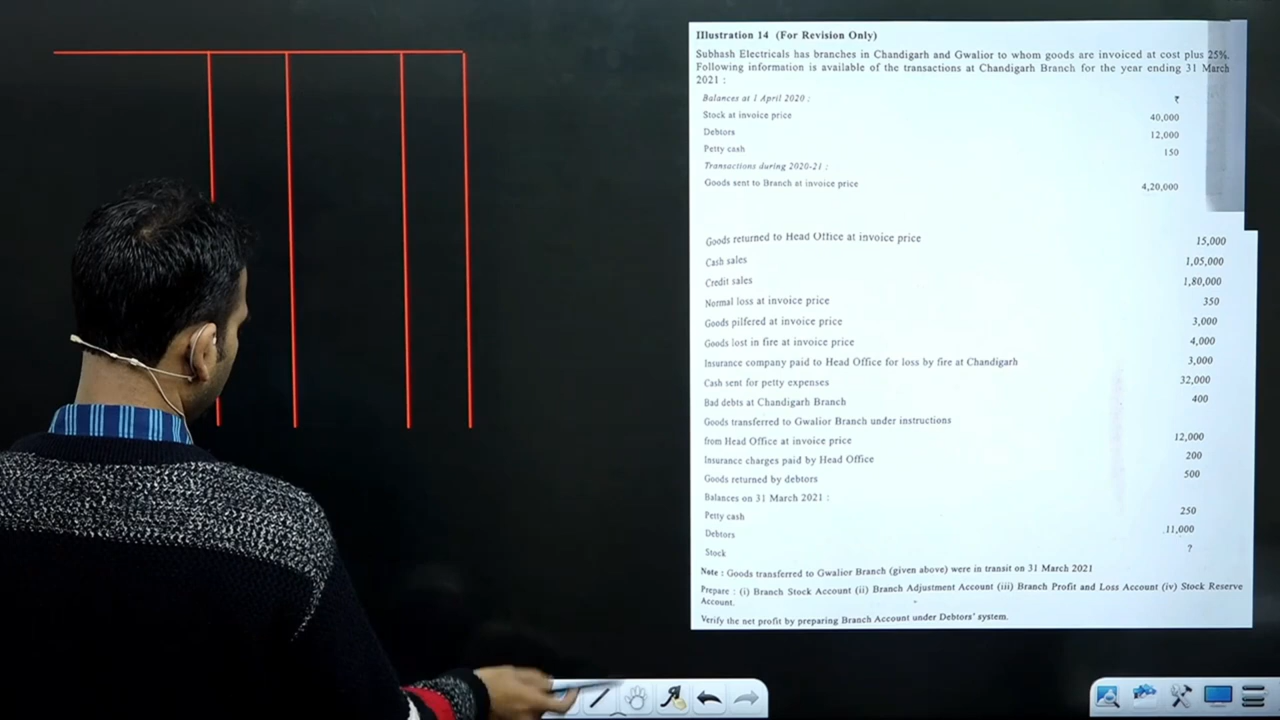 Illustration 14 (For Revision Only)
Subhash Electricals has branches in Chandigarh and Gwalior to whom goods are invoiced at cost plus 25%.
Following information is available of the transactions at Chandigarh Branch for the year ending 31 March
2021 :
Balances at 1 April 2020 : ₹
Stock at invoice price 40,000
Debtors 12,000
Petty cash 150
Transactions during 2020-21 :
Goods sent to Branch at invoice price 4,20,000
Goods returned to Head Office at invoice price 15,000
Cash sales 1,05,000
Credit sales 1,80,000
Normal loss at invoice price 350
Goods pilfered at invoice price 3,000
Goods lost in fire at invoice price 4,000
Insurance company paid to Head Office for loss by fire at Chandigarh 3,000
Cash sent for petty expenses 32,000
Bad debts at Chandigarh Branch 400
Goods transferred to Gwalior Branch under instructions
from Head Office at invoice price 12,000
Insurance charges paid by Head Office 200
Goods returned by debtors 500
Balances on 31 March 2021 :
Petty cash 250
Debtors 11,000
Stock ?
Note : Goods transferred to Gwalior Branch (given above) were in transit on 31 March 2021
Prepare : (i) Branch Stock Account (ii) Branch Adjustment Account (iii) Branch Profit and Loss Account (iv) Stock Reserve
Account.
Verify the net profit by preparing Branch Account under Debtors' system.